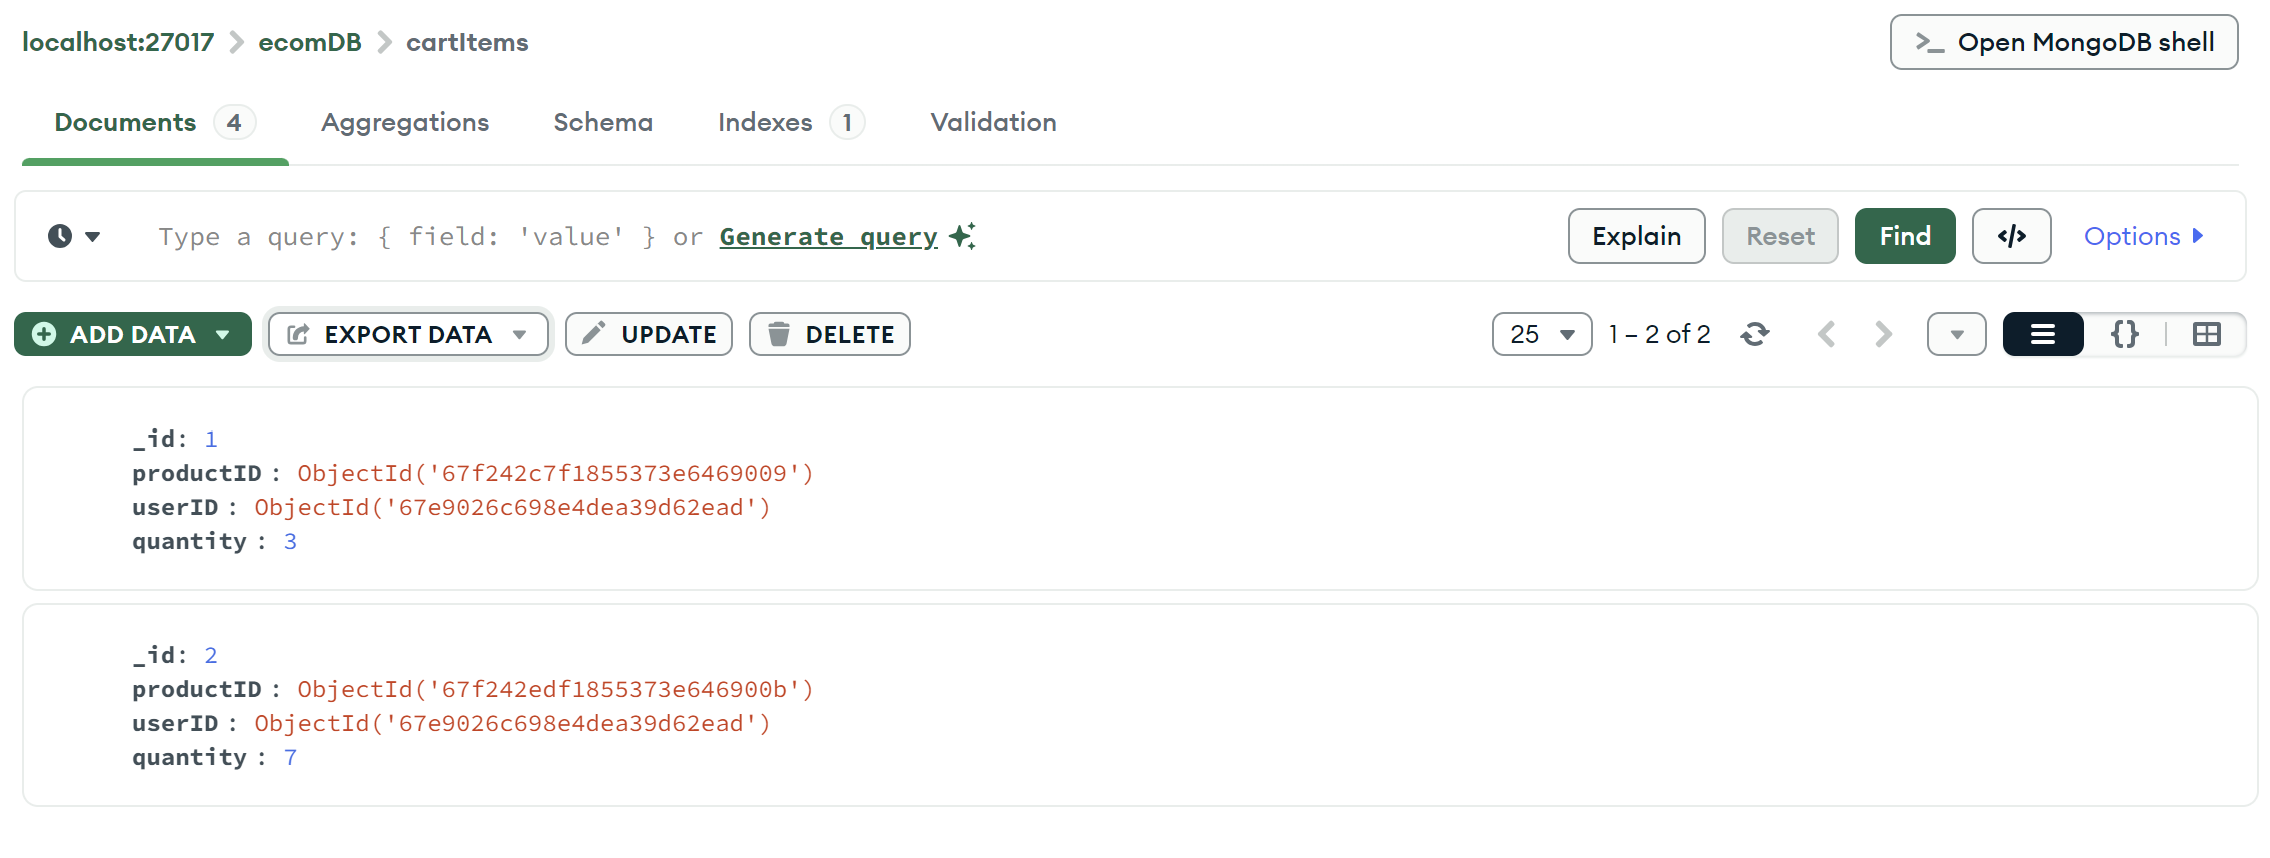 localhost:27017 > ecomDB > cartItems
>_ Open MongoDB shell
Documents 4 Aggregations Schema Indexes 1 Validation
Type a query: { field: 'value' } or Generate query
Explain Reset Find </> Options
ADD DATA EXPORT DATA UPDATE DELETE
25 1 – 2 of 2 {}
_id: 1
productID : ObjectId('67f242c7f1855373e6469009')
userID : ObjectId('67e9026c698e4dea39d62ead')
quantity : 3
_id: 2
productID : ObjectId('67f242edf1855373e646900b')
userID : ObjectId('67e9026c698e4dea39d62ead')
quantity : 7